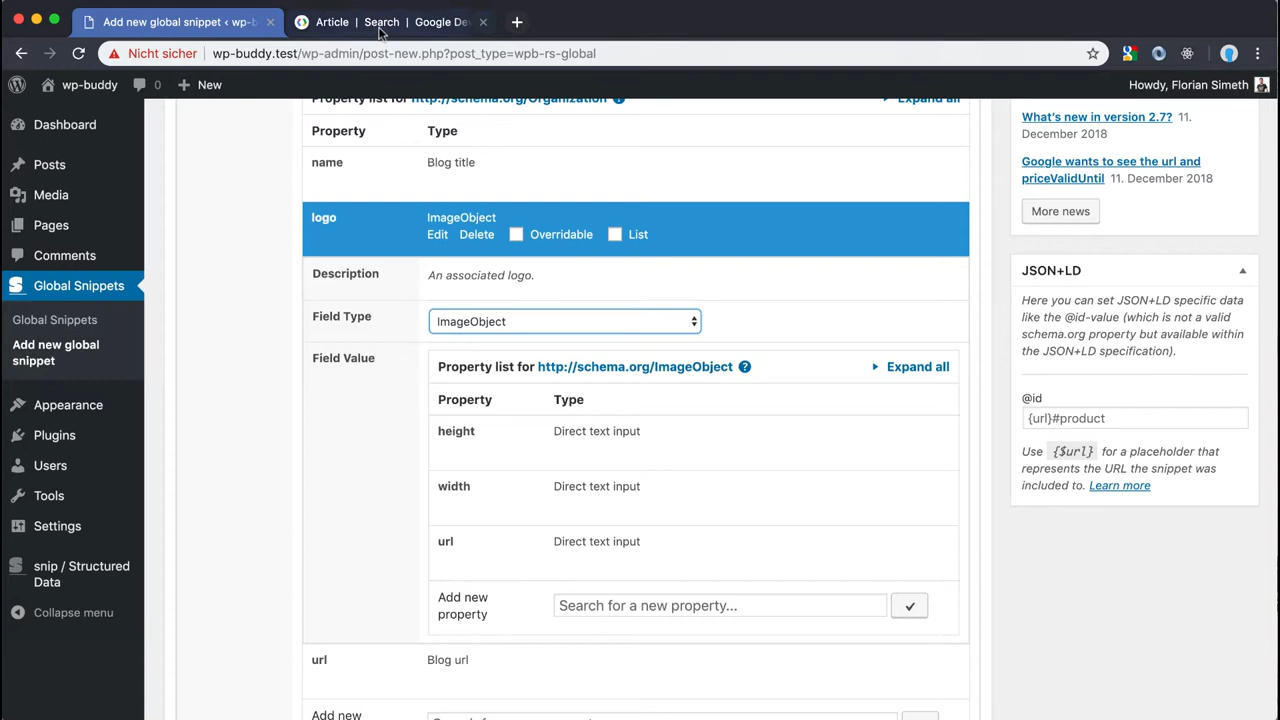 Add new global snippet ‹ wp-b
Article | Search | Google De
Nicht sicher
wp-buddy.test/wp-admin/post-new.php?post_type=wpb-rs-global
wp-buddy
0
New
Howdy, Florian Simeth
Dashboard
Posts
Media
Pages
Comments
Global Snippets
Global Snippets
Add new global
snippet
Appearance
Plugins
Users
Tools
Settings
snip / Structured
Data
Collapse menu
Property list for http://schema.org/Organization
Expand all
Property Type
name Blog title
logo ImageObject
Edit Delete Overridable List
Description An associated logo.
Field Type ImageObject
Field Value
Property list for http://schema.org/ImageObject
Expand all
Property Type
height Direct text input
width Direct text input
url Direct text input
Add new
property
Search for a new property...
url Blog url
Add new
What's new in version 2.7? 11.
December 2018
Google wants to see the url and
priceValidUntil 11. December 2018
More news
JSON+LD
Here you can set JSON+LD specific data
like the @id-value (which is not a valid
schema.org property but available within
the JSON+LD specification).
@id
{url}#product
Use {$url} for a placeholder that
represents the URL the snippet was
included to. Learn more